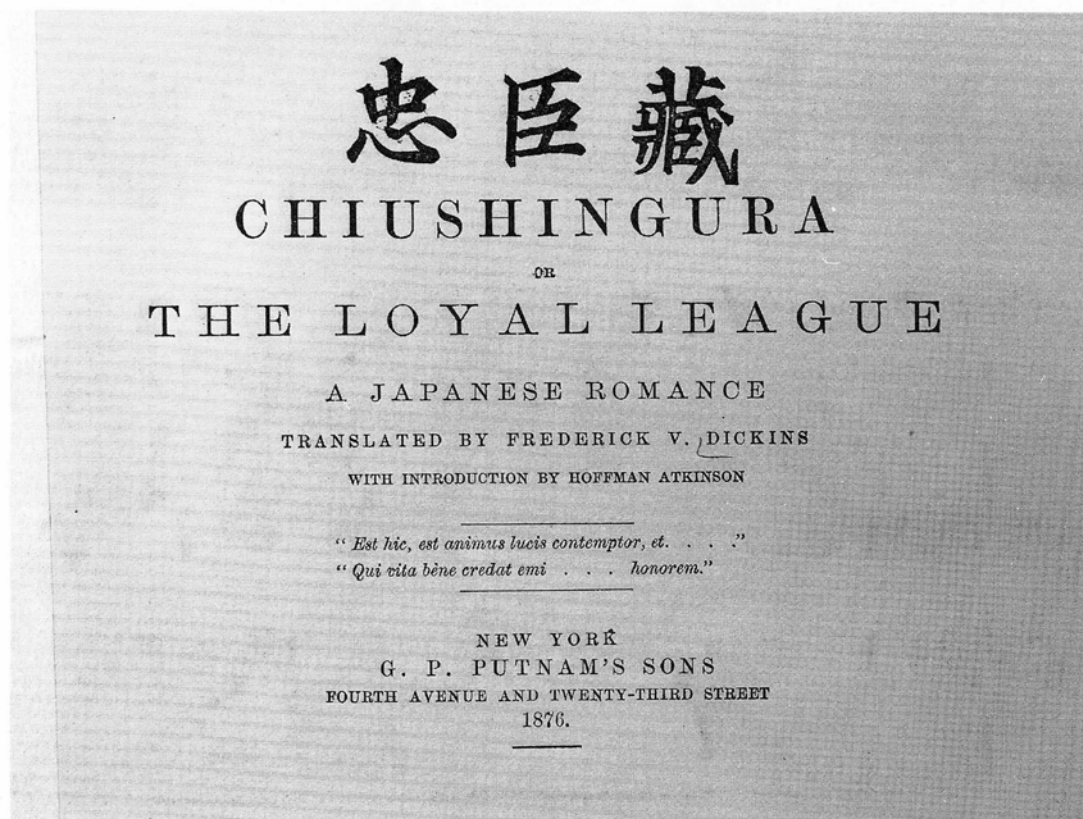 忠臣藏
CHIUSHINGURA
OR
THE LOYAL LEAGUE
A JAPANESE ROMANCE
TRANSLATED BY FREDERICK V. DICKINS
WITH INTRODUCTION BY HOFFMAN ATKINSON
“ Est hic, est animus lucis contemptor, et. . . .”
“ Qui vita bène credat emi . . . honorem.”
NEW YORK
G. P. PUTNAM’S SONS
FOURTH AVENUE AND TWENTY-THIRD STREET
1876.